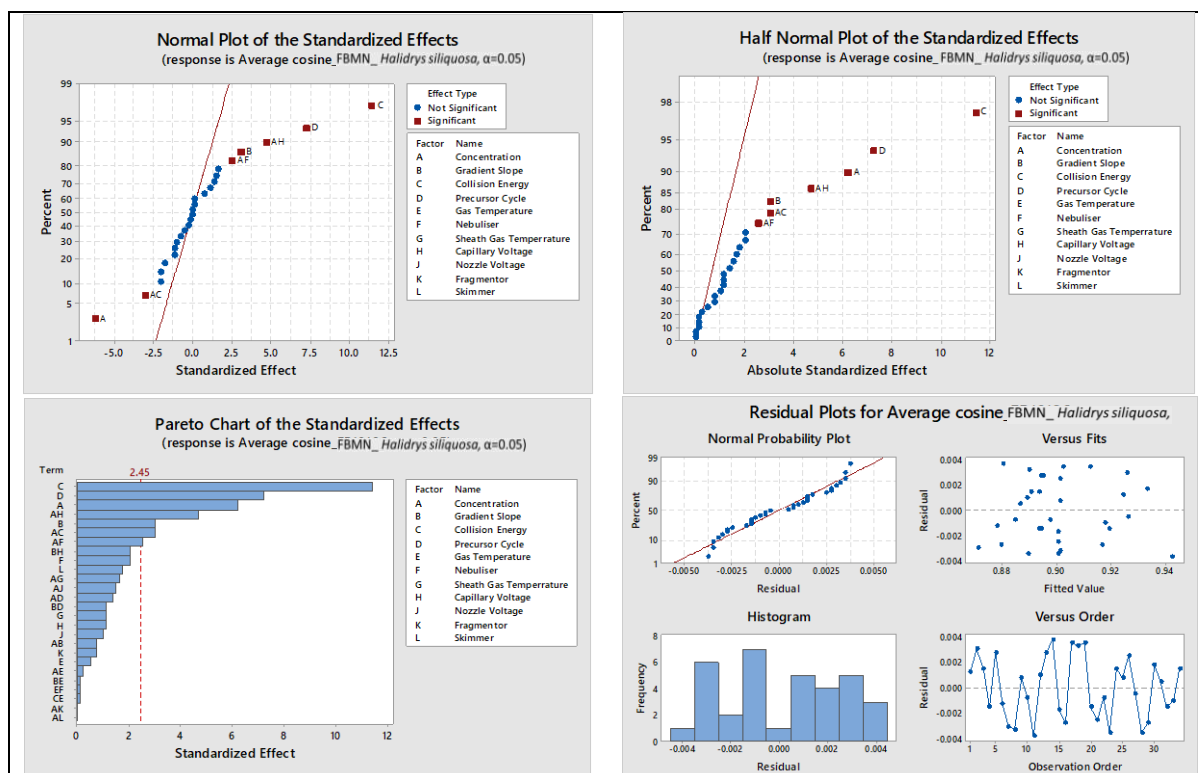 Normal Plot of the Standardized Effects
(response is Average cosine_FBMN_ Halidrys siliquosa, α=0.05)
99
95
90
80
70
60
50
40
30
20
10
5
1
Percent
C
D
AH
B
AF
AC
A
-5.0 -2.5 0.0 2.5 5.0 7.5 10.0 12.5
Standardized Effect
Effect Type
Not Significant
Significant
Factor Name
A Concentration
B Gradient Slope
C Collision Energy
D Precursor Cycle
E Gas Temperature
F Nebuliser
G Sheath Gas Temperrature
H Capillary Voltage
J Nozzle Voltage
K Fragmentor
L Skimmer
Half Normal Plot of the Standardized Effects
(response is Average cosine_FBMN_ Halidrys siliquosa, α=0.05)
98
95
90
85
80
70
60
50
40
30
20
10
0
Percent
C
D
A
AH
B
AC
AF
0 2 4 6 8 10 12
Absolute Standardized Effect
Effect Type
Not Significant
Significant
Factor Name
A Concentration
B Gradient Slope
C Collision Energy
D Precursor Cycle
E Gas Temperature
F Nebuliser
G Sheath Gas Temperrature
H Capillary Voltage
J Nozzle Voltage
K Fragmentor
L Skimmer
Pareto Chart of the Standardized Effects
(response is Average cosine_FBMN_ Halidrys siliquosa, α=0.05)
Term
2.45
C
D
A
AH
B
AC
AF
BH
F
L
AG
AJ
AD
BD
G
H
J
AB
K
E
AE
BE
EF
CE
AK
AL
0 2 4 6 8 10 12
Standardized Effect
Factor Name
A Concentration
B Gradient Slope
C Collision Energy
D Precursor Cycle
E Gas Temperature
F Nebuliser
G Sheath Gas Temperrature
H Capillary Voltage
J Nozzle Voltage
K Fragmentor
L Skimmer
Residual Plots for Average cosine_FBMN_ Halidrys siliquosa,
Normal Probability Plot
99
90
50
10
1
Percent
-0.0050 -0.0025 0.0000 0.0025 0.0050
Residual
Versus Fits
0.004
0.002
0.000
-0.002
-0.004
Residual
0.88 0.90 0.92 0.94
Fitted Value
Histogram
8
6
4
2
0
Frequency
-0.004 -0.002 0.000 0.002 0.004
Residual
Versus Order
0.004
0.002
0.000
-0.002
-0.004
Residual
1 5 10 15 20 25 30
Observation Order